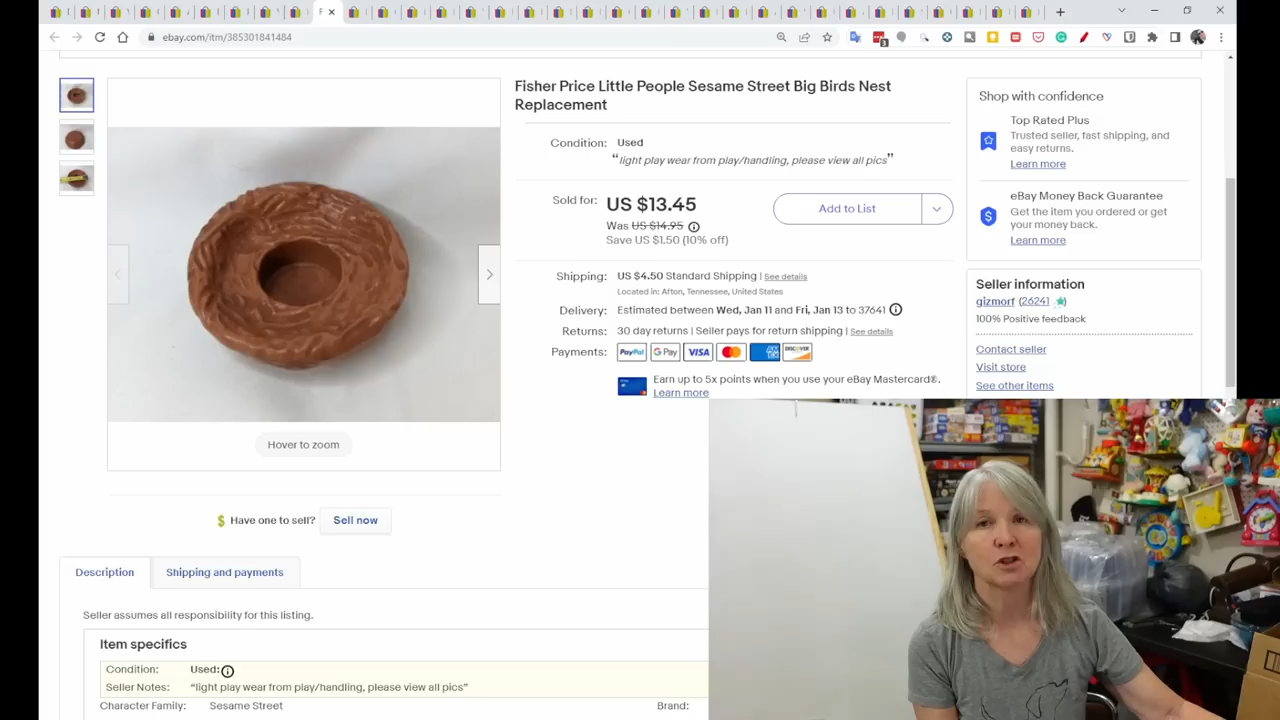 F
3
ebay.com/itm/385301841484
Fisher Price Little People Sesame Street Big Birds Nest
Replacement
Condition: Used
“light play wear from play/handling, please view all pics”
Sold for: US $13.45
Was US $14.95
Save US $1.50 (10% off)
Add to List
Shipping: US $4.50 Standard Shipping | See details
Located in: Afton, Tennessee, United States
Delivery: Estimated between Wed, Jan 11 and Fri, Jan 13 to 37641
Returns: 30 day returns | Seller pays for return shipping | See details
Payments: PayPal G Pay VISA DISCOVER
Earn up to 5x points when you use your eBay Mastercard®.
Learn more
Shop with confidence
Top Rated Plus
Trusted seller, fast shipping, and
easy returns.
Learn more
eBay Money Back Guarantee
Get the item you ordered or get
your money back.
Learn more
Seller information
gizmorf (26241 )
100% Positive feedback
Contact seller
Visit store
See other items
Hover to zoom
Have one to sell? Sell now
Description
Shipping and payments
Seller assumes all responsibility for this listing.
Item specifics
Condition: Used:
Seller Notes: “light play wear from play/handling, please view all pics”
Character Family: Sesame Street
Brand: